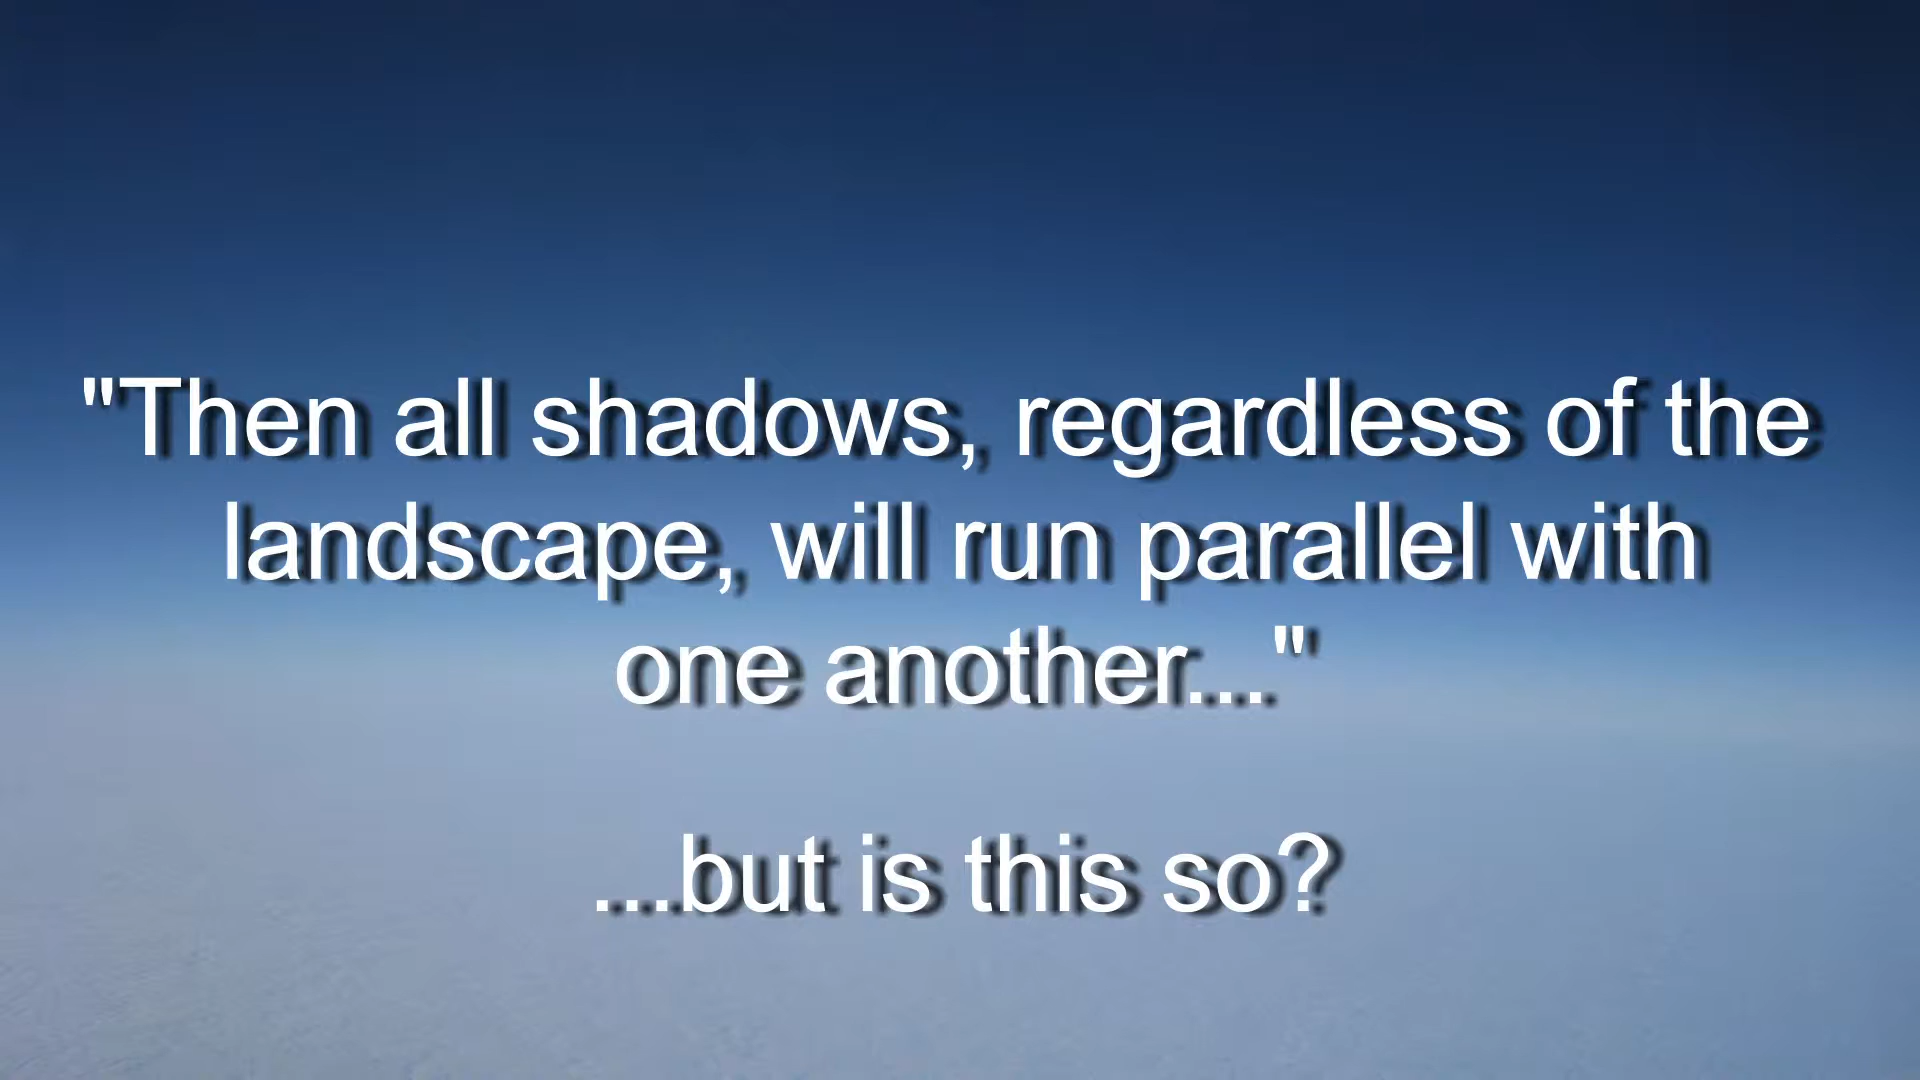 "Then all shadows, regardless of the
landscape, will run parallel with
one another..."
....but is this so?